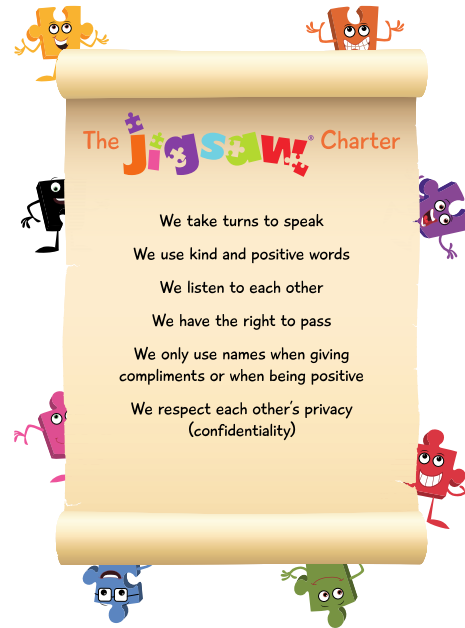 The Jigsaw® Charter
We take turns to speak
We use kind and positive words
We listen to each other
We have the right to pass
We only use names when giving
compliments or when being positive
We respect each other's privacy
(confidentiality)